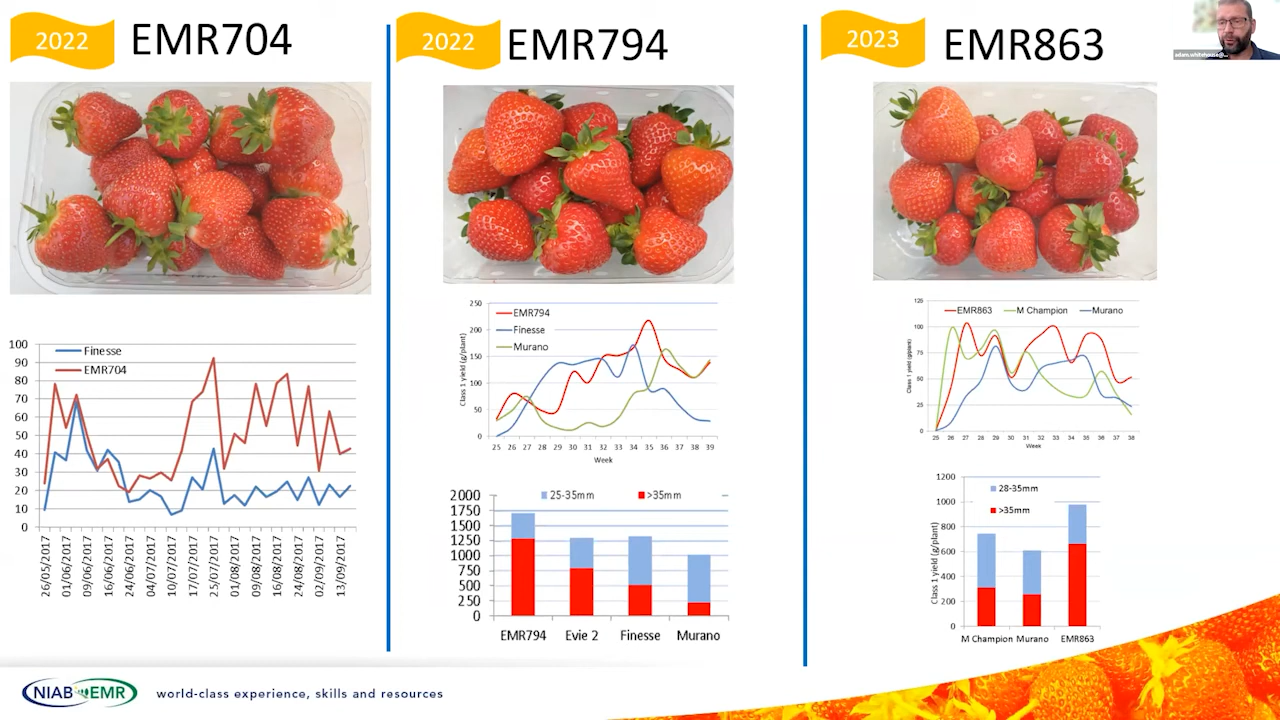 2022
EMR704
100
90
80
70
60
50
40
30
20
10
0
Finesse
EMR704
26/05/2017
01/06/2017
09/06/2017
16/06/2017
24/06/2017
04/07/2017
10/07/2017
17/07/2017
25/07/2017
01/08/2017
09/08/2017
16/08/2017
24/08/2017
02/09/2017
13/09/2017
2022
EMR794
250
200
150
100
50
0
Class 1 yield (g/plant)
EMR794
Finesse
Murano
25 26 27 28 29 30 31 32 33 34 35 36 37 38 39
Week
2000
1750
1500
1250
1000
750
500
250
0
25-35mm
>35mm
EMR794 Evie 2 Finesse Murano
2023
EMR863
125
100
75
50
25
0
Class 1 yield (g/plant)
EMR863 M Champion Murano
25 26 27 28 29 30 31 32 33 34 35 36 37 38
Week
1200
1000
800
600
400
200
0
Class 1 yield (g/plant)
28-35mm
>35mm
M Champion Murano EMR863
NIAB EMR
world-class experience, skills and resources